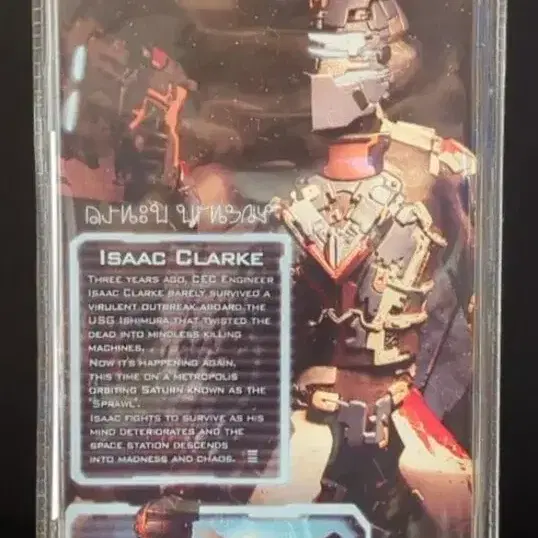 ISAAC CLARKE
THREE YEARS AGO, CEC ENGINEER
ISAAC CLARKE BARELY SURVIVED A
VIRULENT OUTBREAK ABOARD THE
USG ISHIMURA THAT TWISTED THE
DEAD INTO MINDLESS KILLING
MACHINES.
NOW IT'S HAPPENING AGAIN,
THIS TIME ON A METROPOLIS
ORBITING SATURN KNOWN AS THE
"SPRAWL".
ISAAC FIGHTS TO SURVIVE AS HIS
MIND DETERIORATES AND THE
SPACE STATION DESCENDS
INTO MADNESS AND CHAOS.